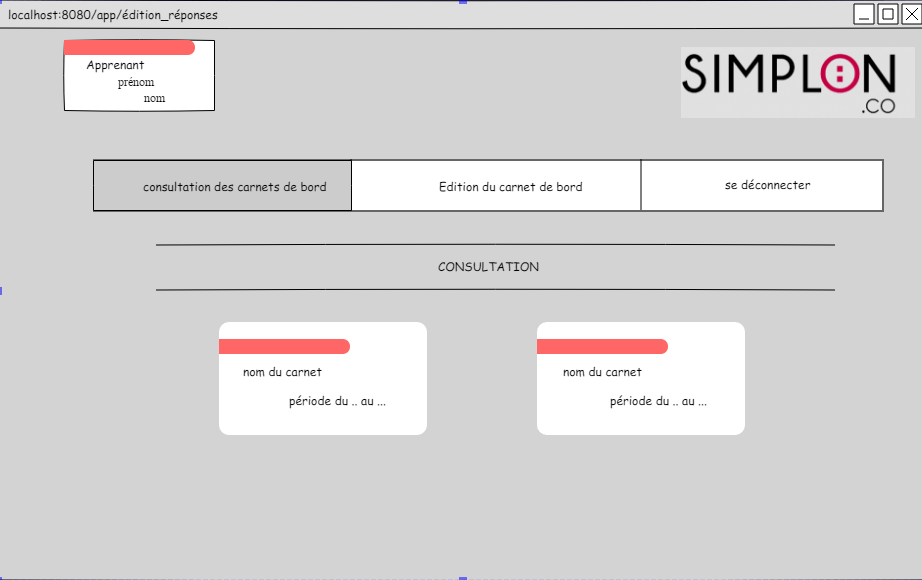 localhost:8080/app/édition_réponses
Apprenant
prénom
nom
SIMPLON
.CO
consultation des carnets de bord
Edition du carnet de bord
se déconnecter
CONSULTATION
nom du carnet
période du .. au ...
nom du carnet
période du .. au ...